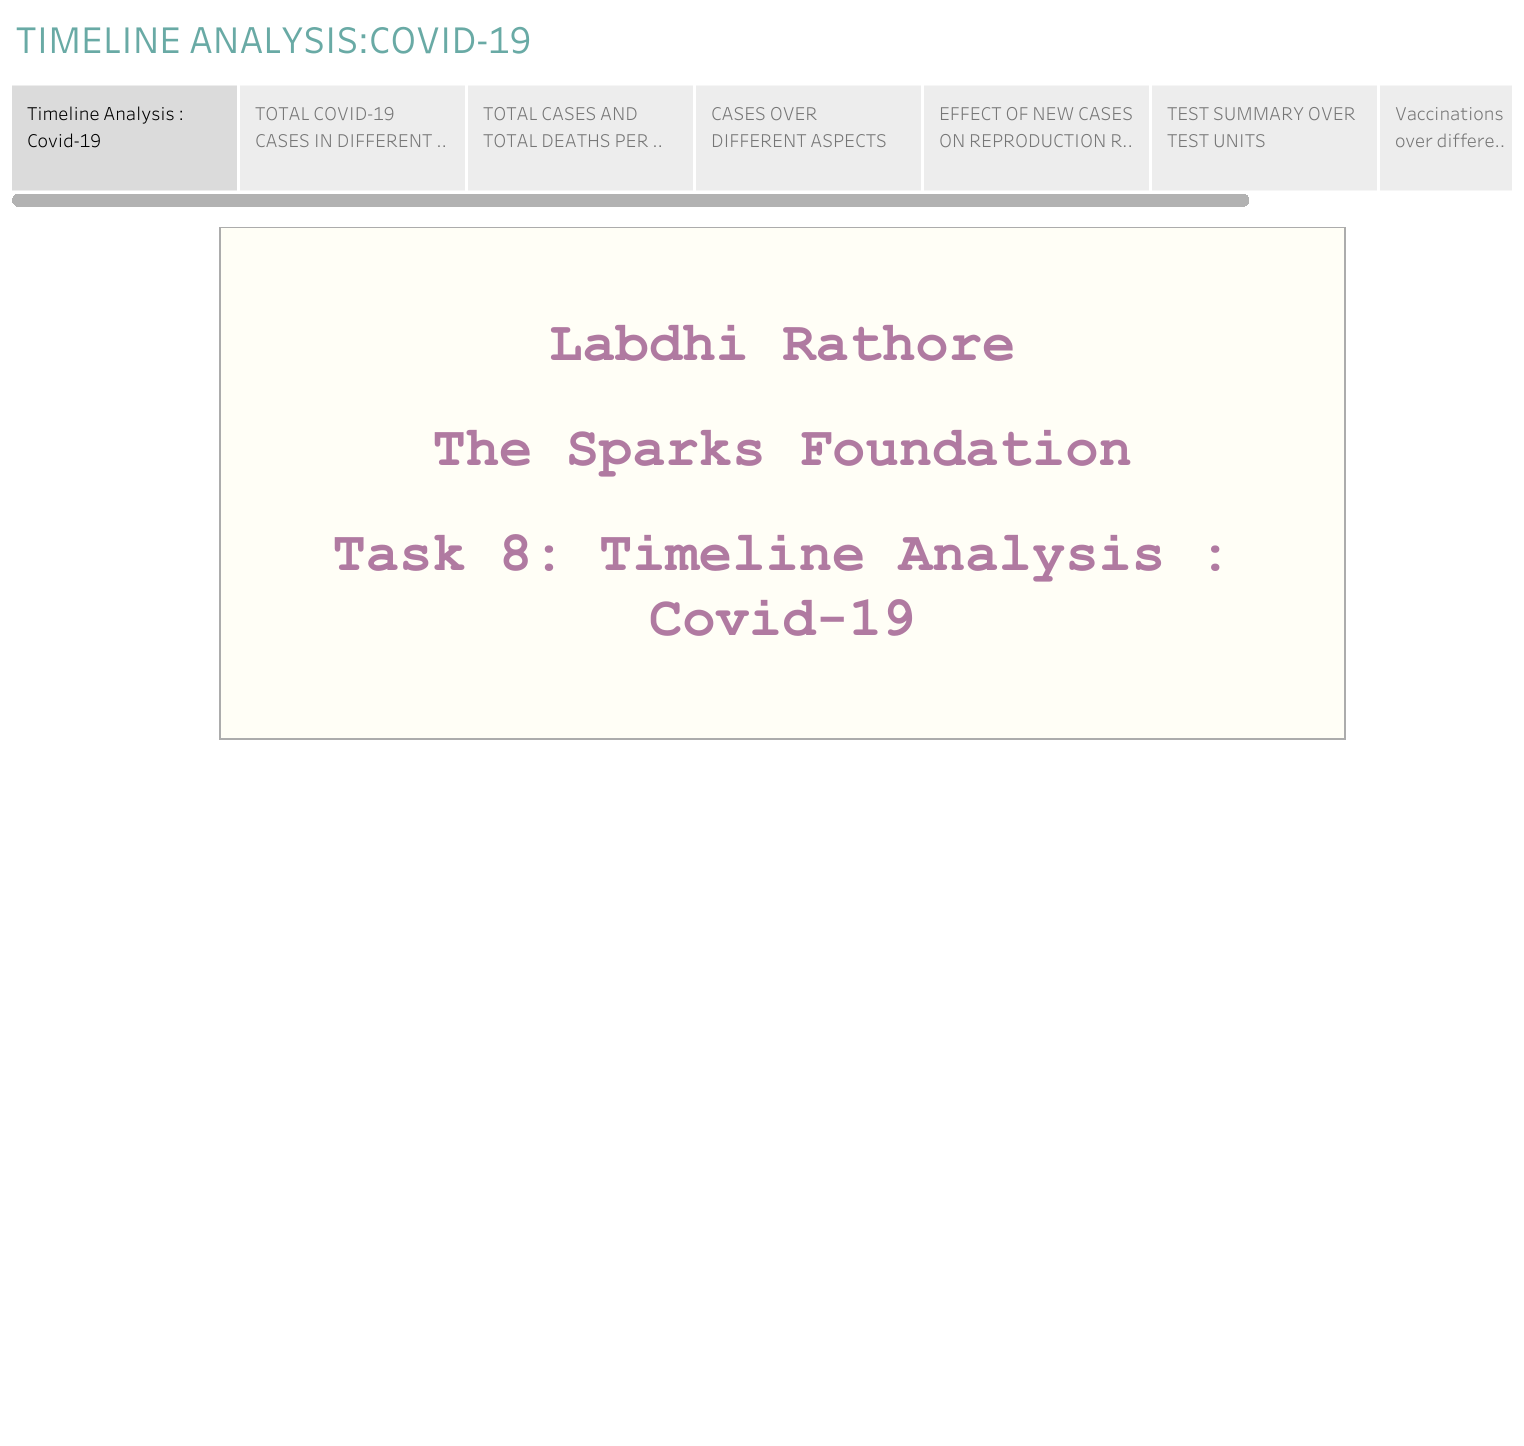 TIMELINE ANALYSIS:COVID-19
Timeline Analysis :
Covid-19
TOTAL COVID-19
CASES IN DIFFERENT ..
TOTAL CASES AND
TOTAL DEATHS PER ..
CASES OVER
DIFFERENT ASPECTS
EFFECT OF NEW CASES
ON REPRODUCTION R..
TEST SUMMARY OVER
TEST UNITS
Vaccinations
over differe..
Labdhi Rathore
The Sparks Foundation
Task 8: Timeline Analysis :
Covid-19